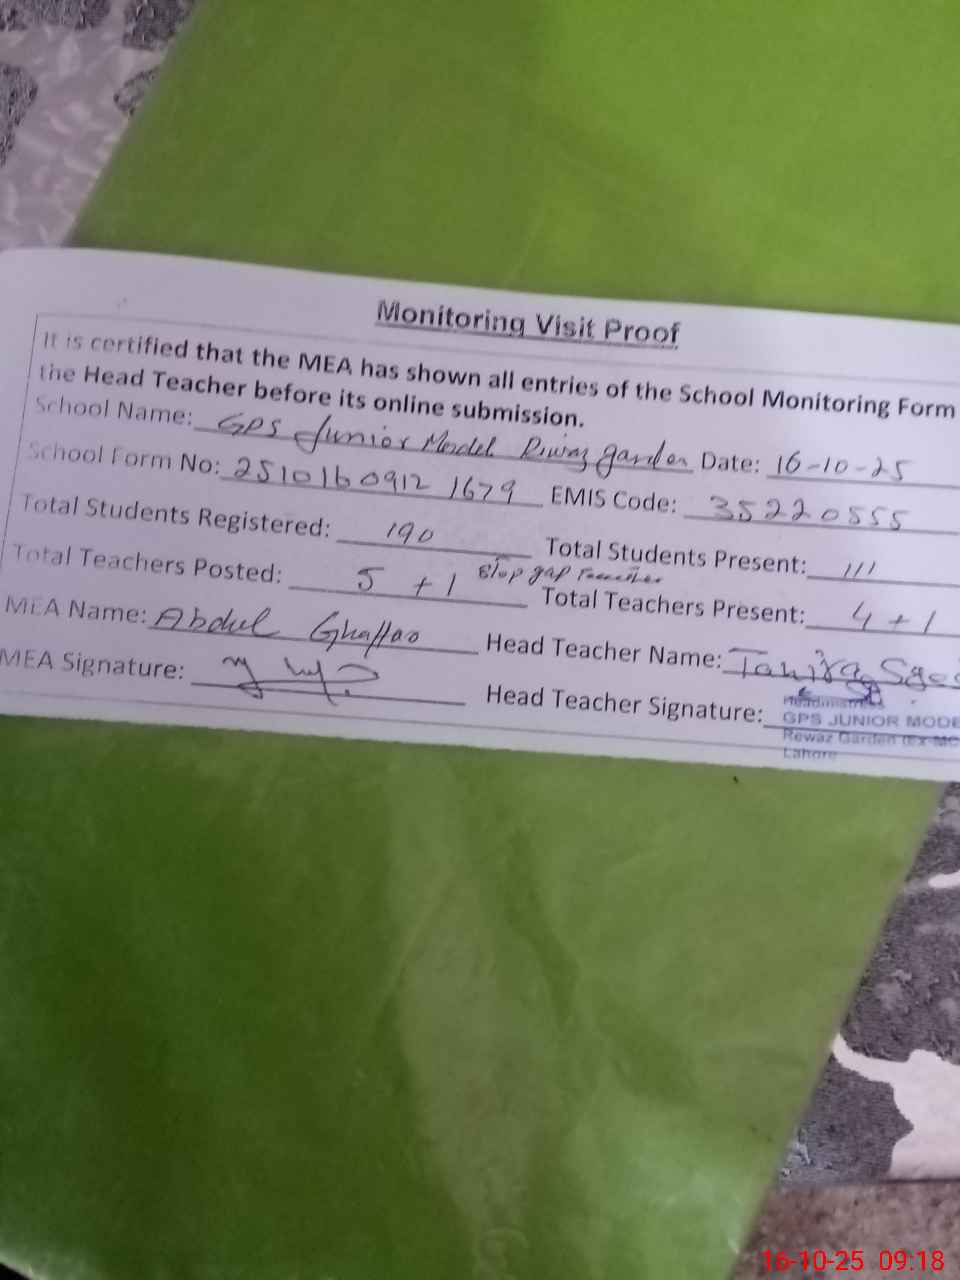 Monitoring Visit Proof
It is certified that the MEA has shown all entries of the School Monitoring Form
the Head Teacher before its online submission.
School Name: GPS Junior Model Riwaz garden Date: 16-10-25
School Form No: 2510160912 1679 EMIS Code: 35220555
Total Students Registered: 190 Total Students Present: 111
Total Teachers Posted: 5 + 1 Stop gap Teacher Total Teachers Present: 4 + 1
MEA Name: Abdul Ghaffar Head Teacher Name: Tahira
MEA Signature: Head Teacher Signature:
Headmistress
GPS JUNIOR MODE
Rewaz Garden (Ex-MC
Lahore
16-10-25 09:18